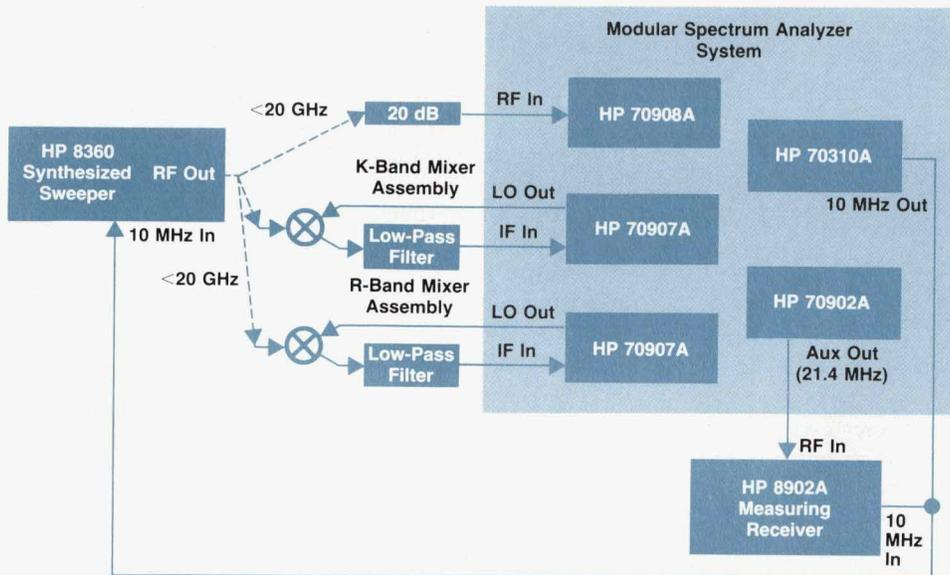 Modular Spectrum Analyzer
System
<20 GHz
20 dB
RF In
HP 70908A
HP 8360
Synthesized
Sweeper
RF Out
10 MHz In
K-Band Mixer
Assembly
LO Out
HP 70310A
10 MHz Out
Low-Pass
Filter
IF In
HP 70907A
<20 GHz
R-Band Mixer
Assembly
LO Out
HP 70902A
Low-Pass
Filter
IF In
HP 70907A
Aux Out
(21.4 MHz)
RF In
HP 8902A
Measuring
Receiver
10
MHz
In